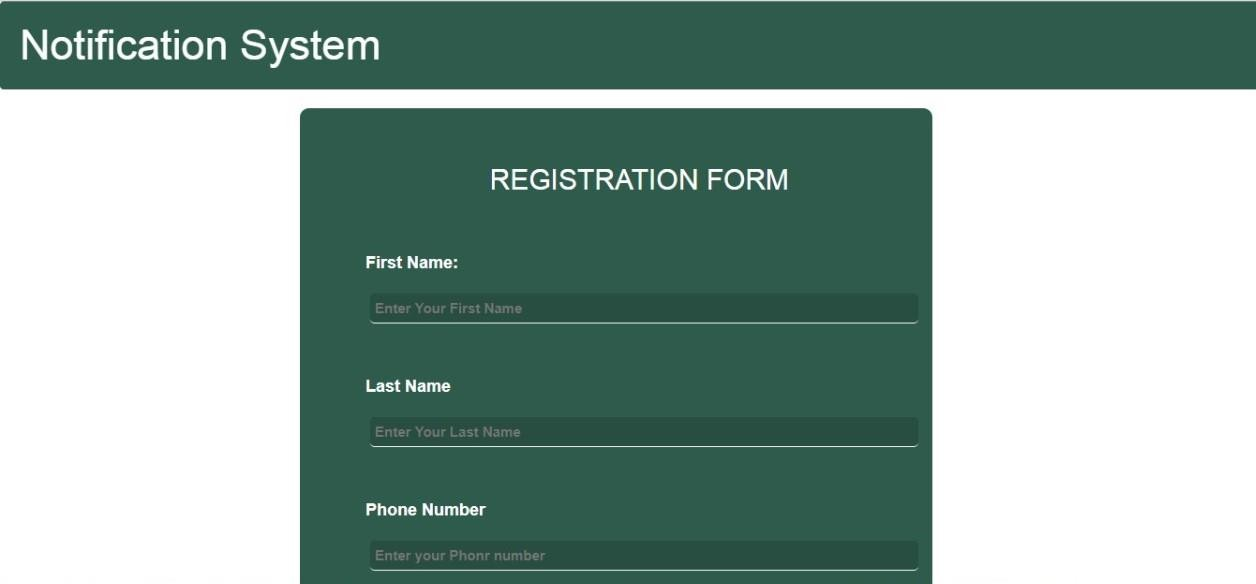 Notification System
REGISTRATION FORM
First Name:
Enter Your First Name
Last Name
Enter Your Last Name
Phone Number
Enter your Phonr number